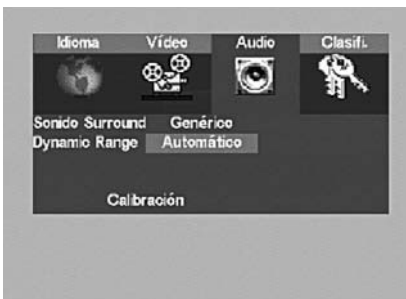 Idioma Vídeo Audio Clasifi.
Sonido Surround Genérico
Dynamic Range Automático
Calibración